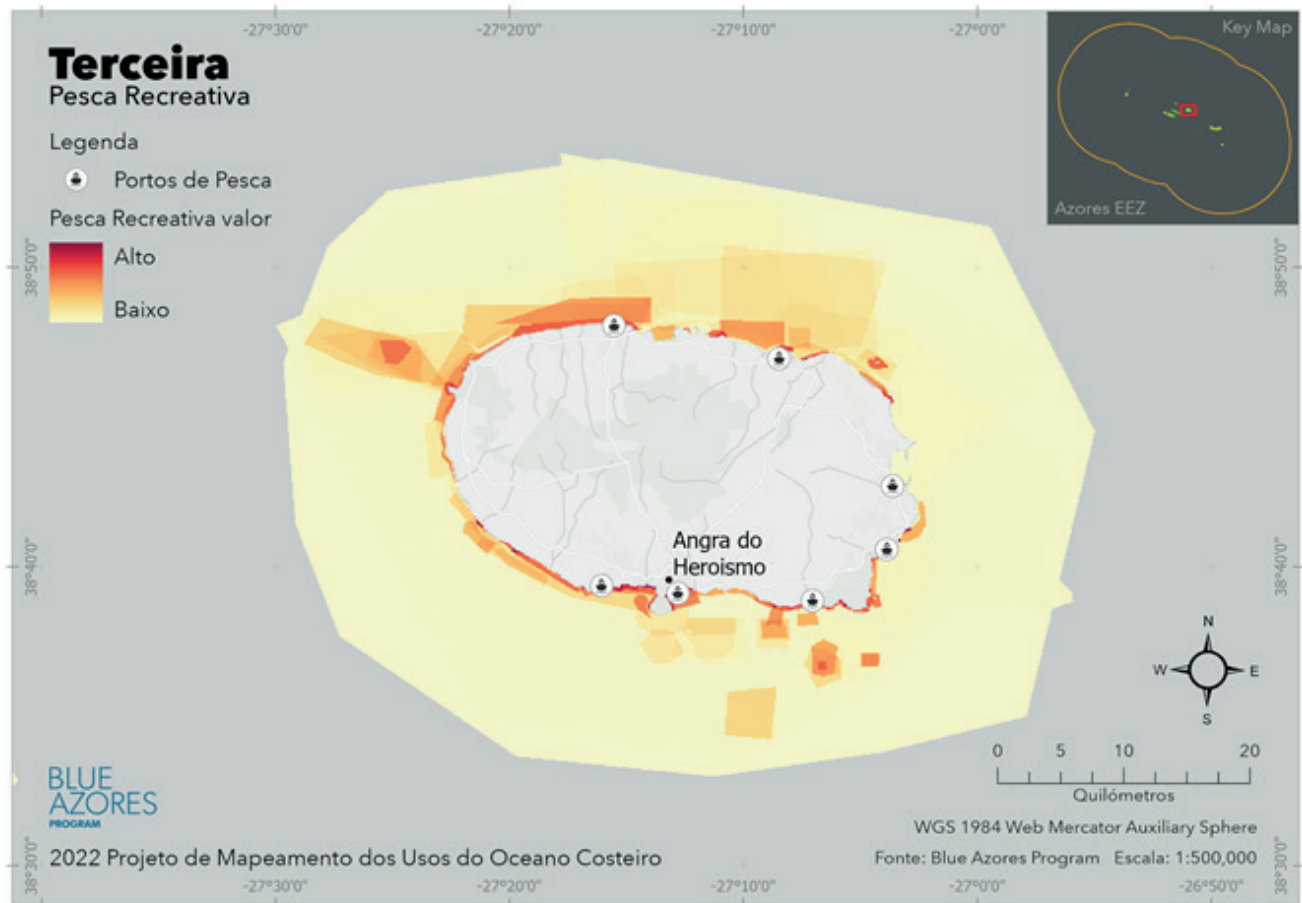 -27°30'0"
-27°20'0"
-27°10'0"
-27°0'0"
Terceira
Pesca Recreativa
Legenda
Portos de Pesca
Pesca Recreativa valor
Alto
Baixo
Key Map
Azores EEZ
38°50'0"
38°50'0"
38°40'0"
38°40'0"
Angra do
Heroismo
N
W
E
S
0 5 10 20
Quilómetros
BLUE
AZORES
PROGRAM
WGS 1984 Web Mercator Auxiliary Sphere
2022 Projeto de Mapeamento dos Usos do Oceano Costeiro
Fonte: Blue Azores Program Escala: 1:500,000
38°30'0"
38°30'0"
-27°30'0"
-27°20'0"
-27°10'0"
-27°0'0"
-26°50'0"